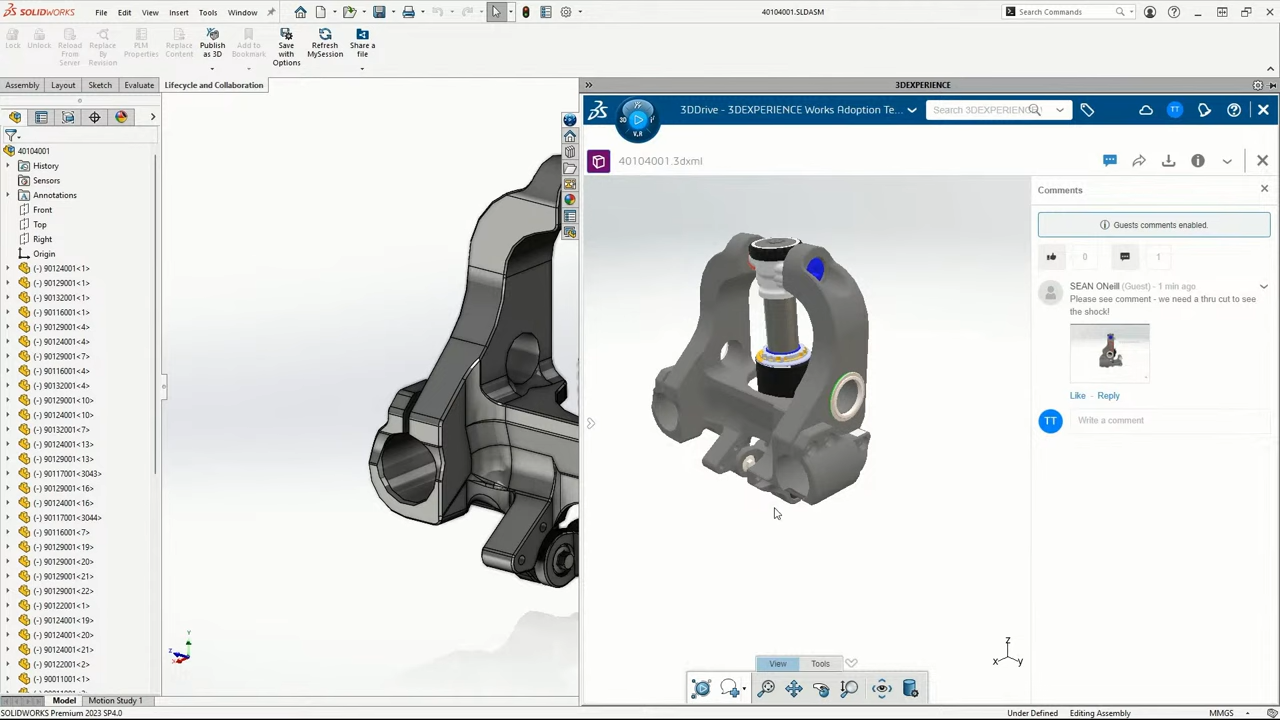 SOLIDWORKS File Edit View Insert Tools Window 40104001.SLDASM Search Commands
Lock Unlock Reload From Server Replace By Revision PLM Properties Replace Content Publish as 3D Add to Bookmark Save with Options Refresh MySession Share a file
Assembly Layout Sketch Evaluate Lifecycle and Collaboration
3DEXPERIENCE
3DDrive - 3DEXPERIENCE Works Adoption Te... Search 3DEXPERIENCE TT
40104001
40104001.3dxml
History
Sensors
Annotations
Front
Top
Right
Origin
(-) 90124001<1>
(-) 90129001<1>
(-) 90132001<1>
(-) 90116001<1>
(-) 90129001<4>
(-) 90124001<4>
(-) 90129001<7>
(-) 90116001<4>
(-) 90132001<4>
(-) 90129001<10>
(-) 90124001<10>
(-) 90132001<7>
(-) 90124001<13>
(-) 90129001<13>
(-) 90117001<3043>
(-) 90129001<16>
(-) 90124001<16>
(-) 90117001<3044>
(-) 90116001<7>
(-) 90129001<19>
(-) 90129001<20>
(-) 90129001<21>
(-) 90129001<22>
(-) 90122001<1>
(-) 90124001<19>
(-) 90124001<20>
(-) 90124001<21>
(-) 90122001<2>
(-) 90011001<1>
Comments
Guests comments enabled.
0 1
SEAN ONeill (Guest) - 1 min ago
Please see comment - we need a thru cut to see
the shock!
Like - Reply
TT Write a comment
Y
Z
X
Z
X Y
View Tools
Model Motion Study 1
SOLIDWORKS Premium 2023 SP4.0 Under Defined Editing Assembly MMGS